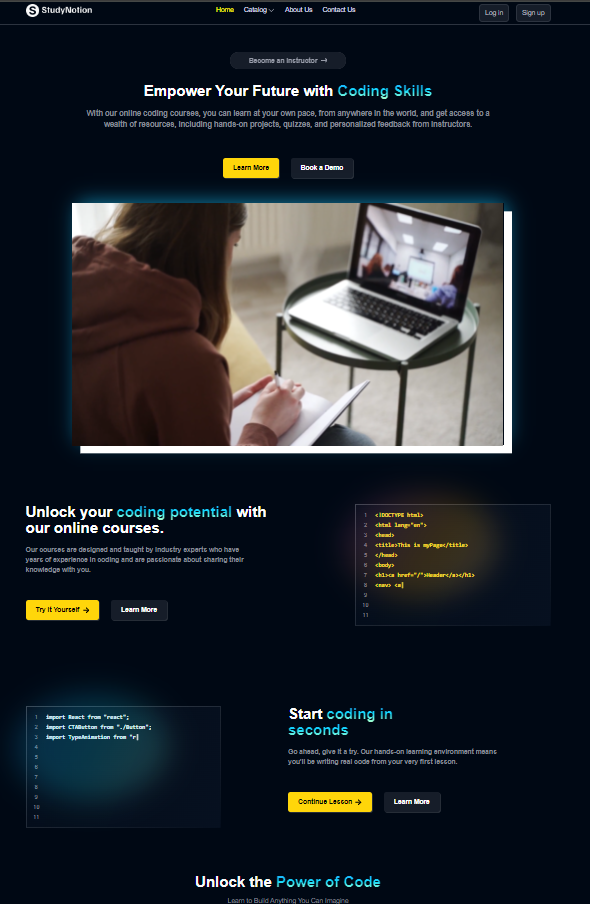 StudyNotion
Home Catalog About Us Contact Us Log in Sign up
Become an Instructor →
Empower Your Future with Coding Skills
With our online coding courses, you can learn at your own pace, from anywhere in the world, and get access to a
wealth of resources, including hands-on projects, quizzes, and personalized feedback from instructors.
Learn More Book a Demo
Unlock your coding potential with
our online courses.
Our courses are designed and taught by industry experts who have
years of experience in coding and are passionate about sharing their
knowledge with you.
Try It Yourself → Learn More
1 <!DOCTYPE html>
2 <html lang="en">
3 <head>
4 <title>This is myPage</title>
5 </head>
6 <body>
7 <h1><a href="/">Header</a></h1>
8 <nav> <a|
9
10
11
1 import React from "react";
2 import CTAButton from "./Button";
3 import TypeAnimation from "r|
4
5
6
7
8
9
10
11
Start coding in
seconds
Go ahead, give it a try. Our hands-on learning environment means
you'll be writing real code from your very first lesson.
Continue Lesson → Learn More
Unlock the Power of Code
Learn to Build Anything You Can Imagine